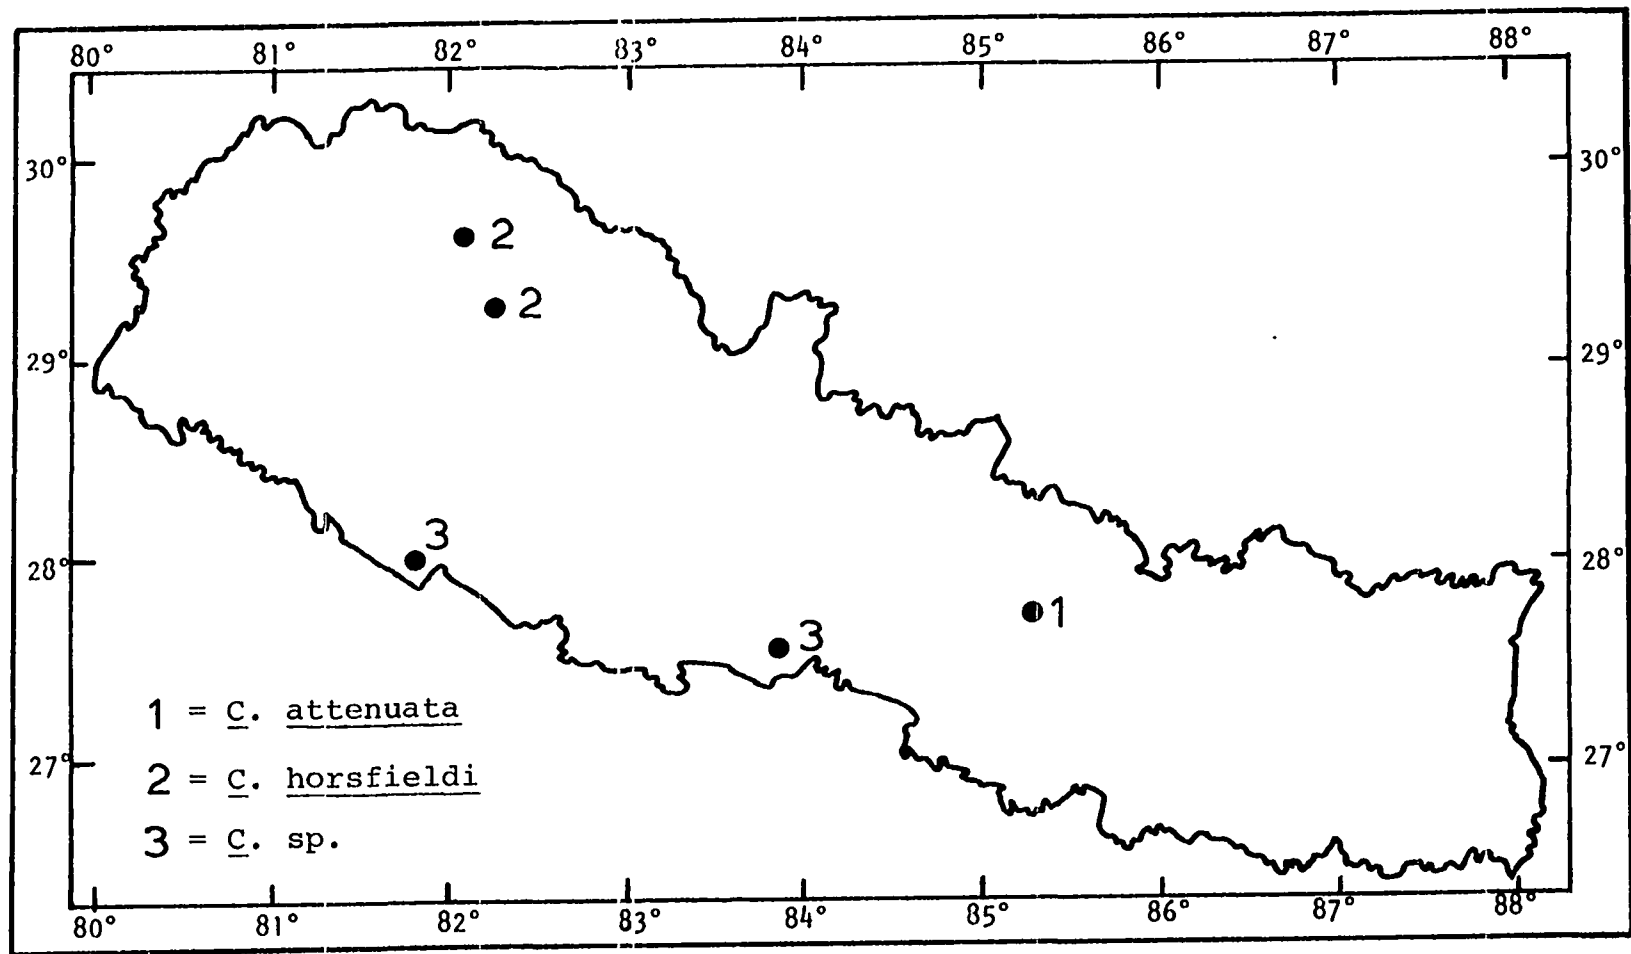 80° 81° 82° 83° 84° 85° 86° 87° 88°
30° 30°
2
2
29° 29°
3
28° 28°
1
3
1 = C. attenuata
27° 27°
2 = C. horsfieldi
3 = C. sp.
80° 81° 82° 83° 84° 85° 86° 87° 88°